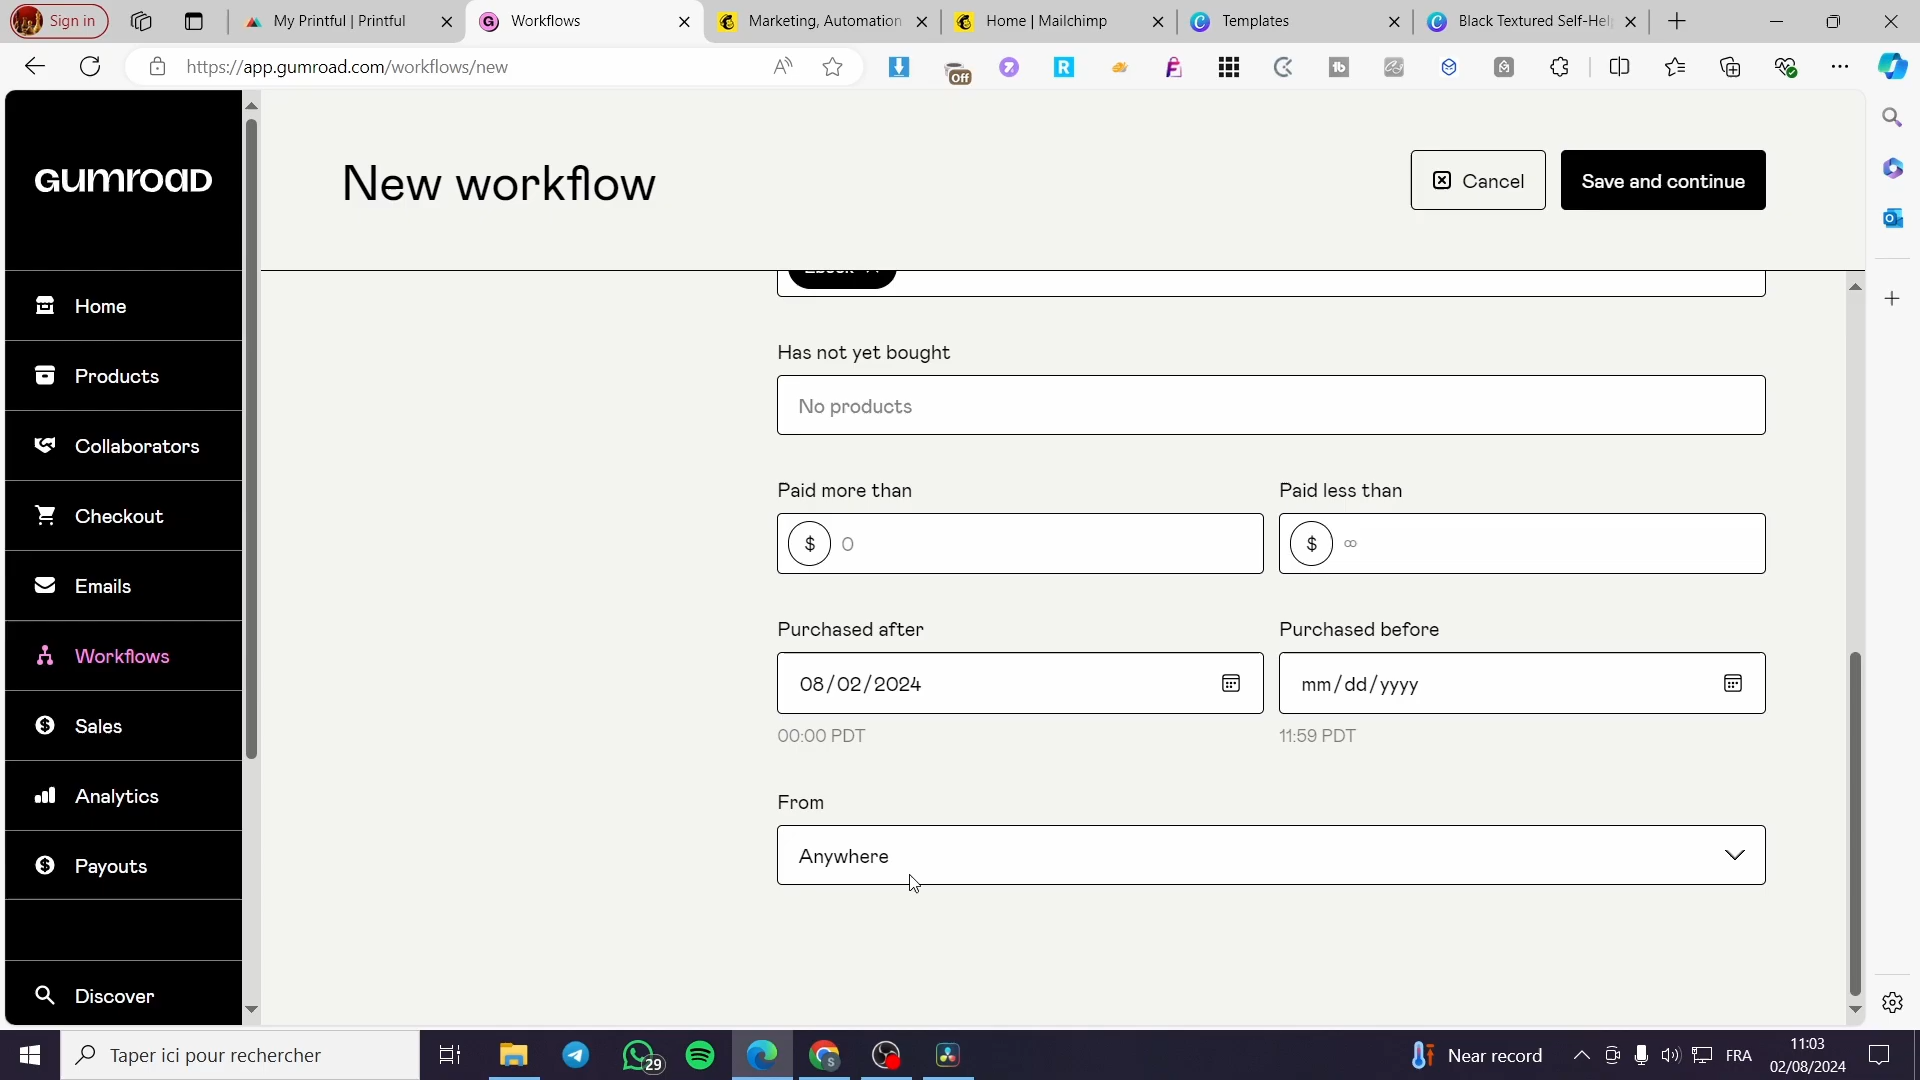 Sign in
My Printful | Printful
Workflows
Marketing, Automation
Home | Mailchimp
Templates
Black Textured Self-Hel
https://app.gumroad.com/workflows/new
Off
GUMROAD
New workflow
Cancel
Save and continue
Home
Products
Collaborators
Checkout
Emails
Workflows
Sales
Analytics
Payouts
Discover
Ebook
Has not yet bought
No products
Paid more than
Paid less than
$ 0
$ ∞
Purchased after
Purchased before
08/02/2024
mm/dd/yyyy
00:00 PDT
11:59 PDT
From
Anywhere
Taper ici pour rechercher
29
Near record
FRA
11:03
02/08/2024